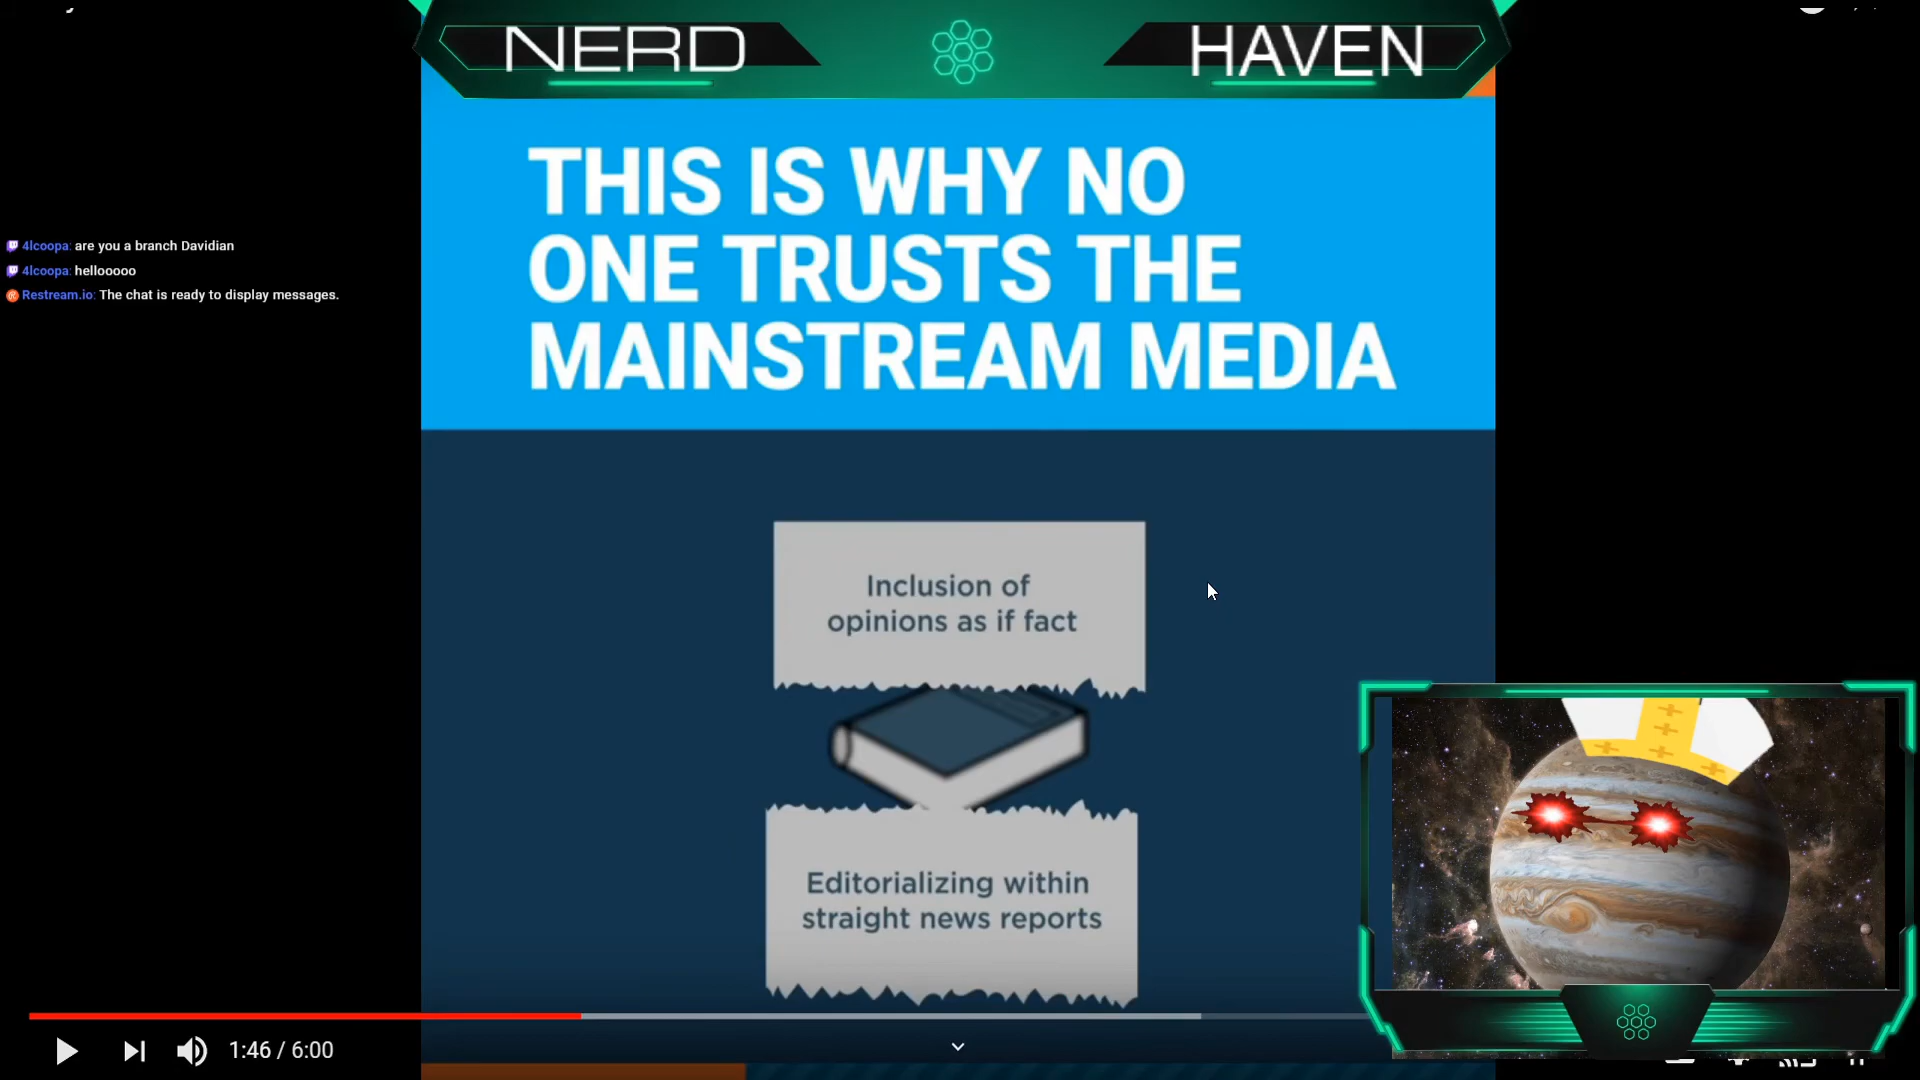 NERD HAVEN
THIS IS WHY NO
ONE TRUSTS THE
MAINSTREAM MEDIA
4lcoopa: are you a branch Davidian
4lcoopa: hellooooo
Restream.io: The chat is ready to display messages.
Inclusion of
opinions as if fact
Editorializing within
straight news reports
1:46 / 6:00